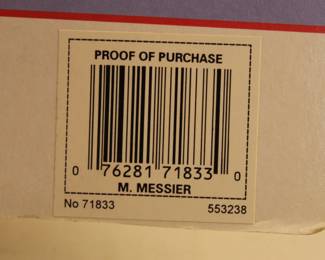 PROOF OF PURCHASE
0 76281 71833 0
M. MESSIER
No 71833 553238